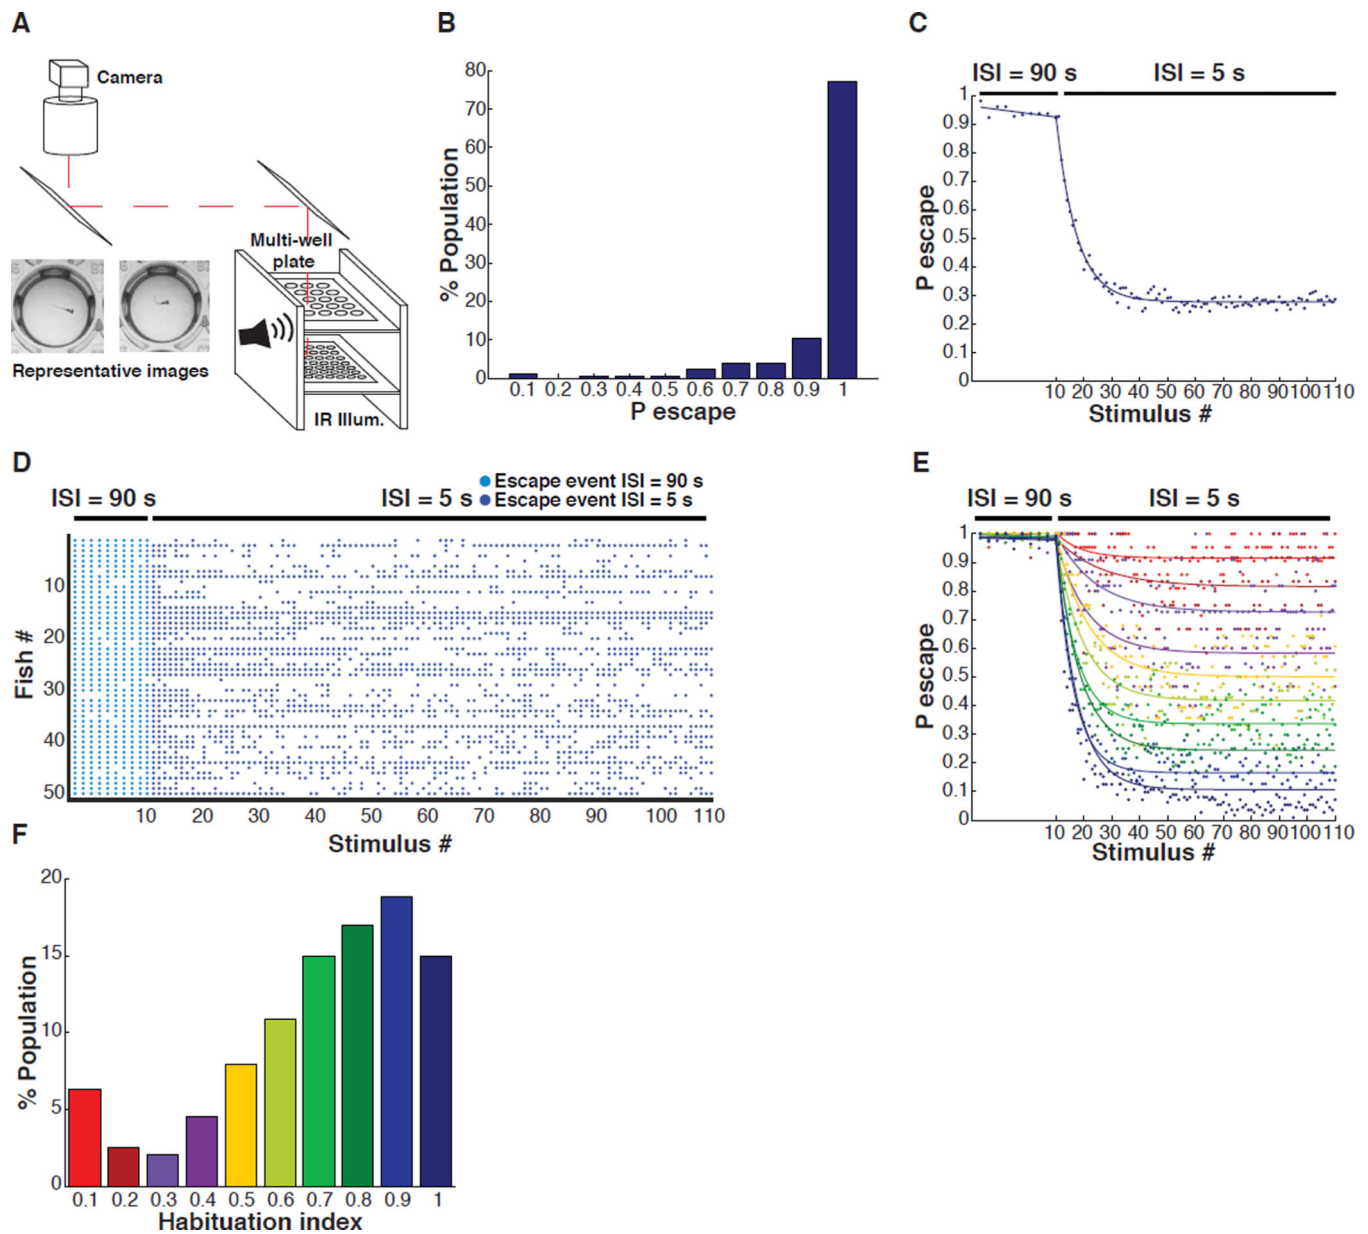 A
Camera
Multi-well
plate
Representative images
IR Illum.
B
80
70
60
50
40
30
20
10
0
% Population
0.1 0.2 0.3 0.4 0.5 0.6 0.7 0.8 0.9 1
P escape
C
ISI = 90 s ISI = 5 s
1
0.9
0.8
0.7
0.6
0.5
0.4
0.3
0.2
0.1
0
P escape
10 20 30 40 50 60 70 80 90 100 110
Stimulus #
D
Escape event ISI = 90 s
ISI = 90 s ISI = 5 s Escape event ISI = 5 s
10
20
30
40
50
Fish #
10 20 30 40 50 60 70 80 90 100 110
Stimulus #
E
ISI = 90 s ISI = 5 s
1
0.9
0.8
0.7
0.6
0.5
0.4
0.3
0.2
0.1
0
P escape
10 20 30 40 50 60 70 80 90 100 110
Stimulus #
F
20
15
10
5
0
% Population
0.1 0.2 0.3 0.4 0.5 0.6 0.7 0.8 0.9 1
Habituation index